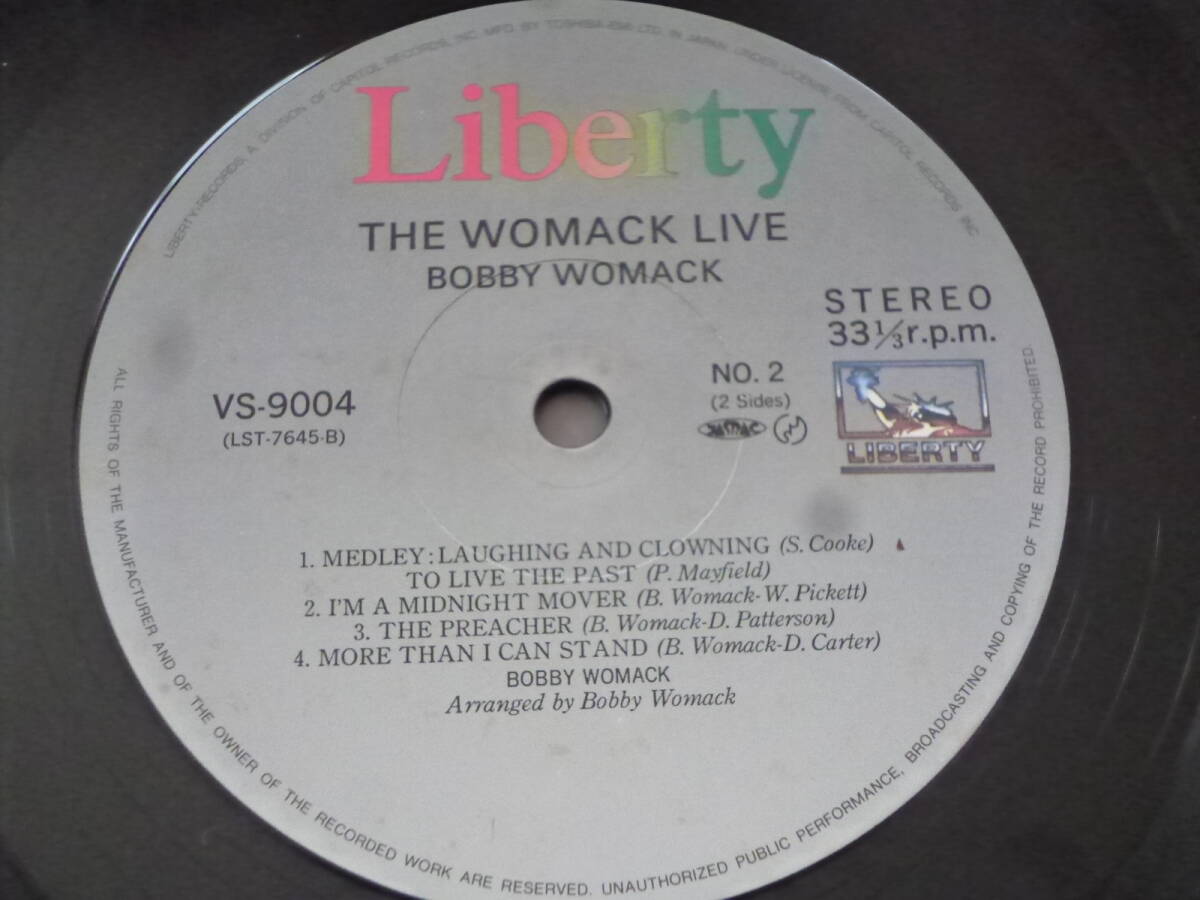 LIBERTY RECORDS, A DIVISION OF CAPITOL RECORDS, INC. MFD BY TOSHIBA-EMI LTD. IN JAPAN UNDER LICENSE FROM CAPITOL RECORDS INC
Liberty
THE WOMACK LIVE
BOBBY WOMACK
STEREO
33 1/3 r.p.m.
NO. 2
(2 Sides)
JASRAC
LIBERTY
VS-9004
(LST-7645-B)
1. MEDLEY: LAUGHING AND CLOWNING (S. Cooke)
TO LIVE THE PAST (P. Mayfield)
2. I'M A MIDNIGHT MOVER (B. Womack-W. Pickett)
3. THE PREACHER (B. Womack-D. Patterson)
4. MORE THAN I CAN STAND (B. Womack-D. Carter)
BOBBY WOMACK
Arranged by Bobby Womack
ALL RIGHTS OF THE MANUFACTURER AND OF THE OWNER OF THE RECORDED WORK ARE RESERVED. UNAUTHORIZED PUBLIC PERFORMANCE, BROADCASTING AND COPYING OF THE RECORD PROHIBITED.